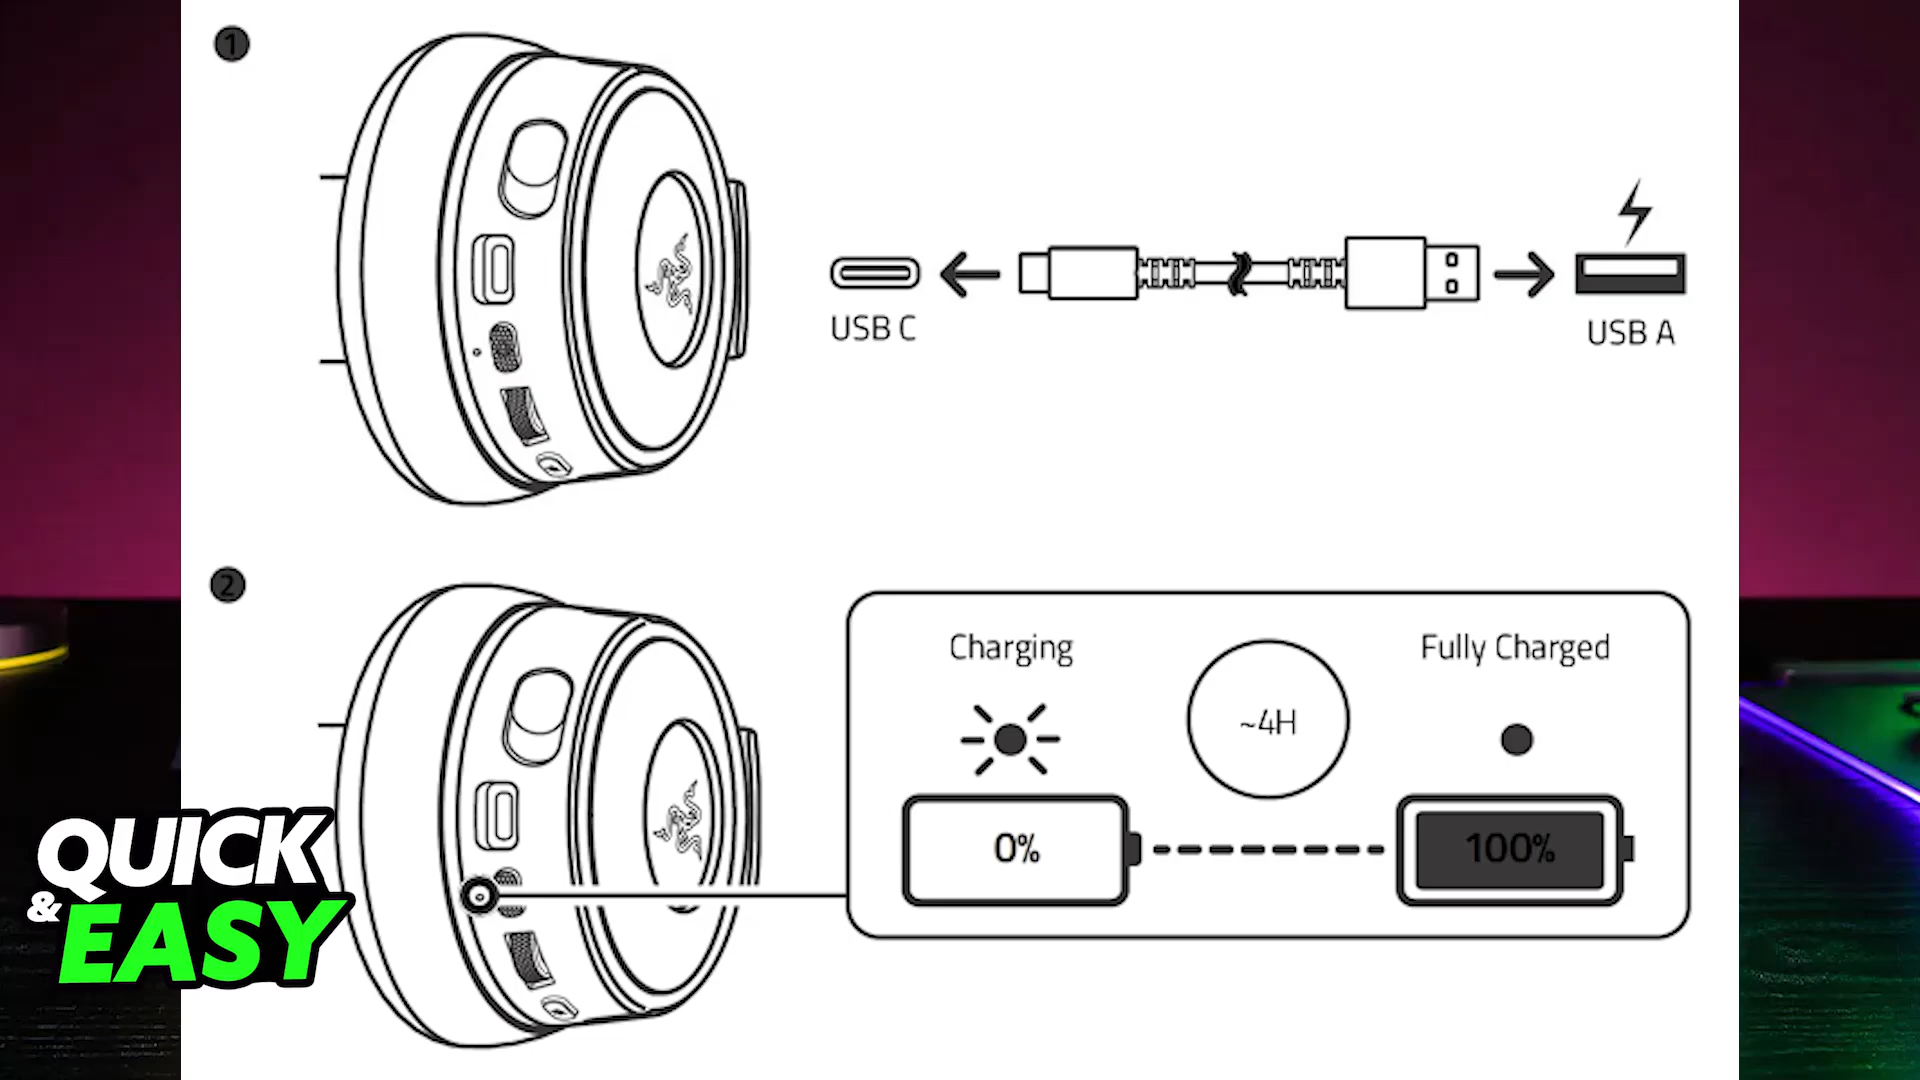 1
USB C
USB A
2
Charging
~4H
Fully Charged
0%
100%
QUICK
& EASY